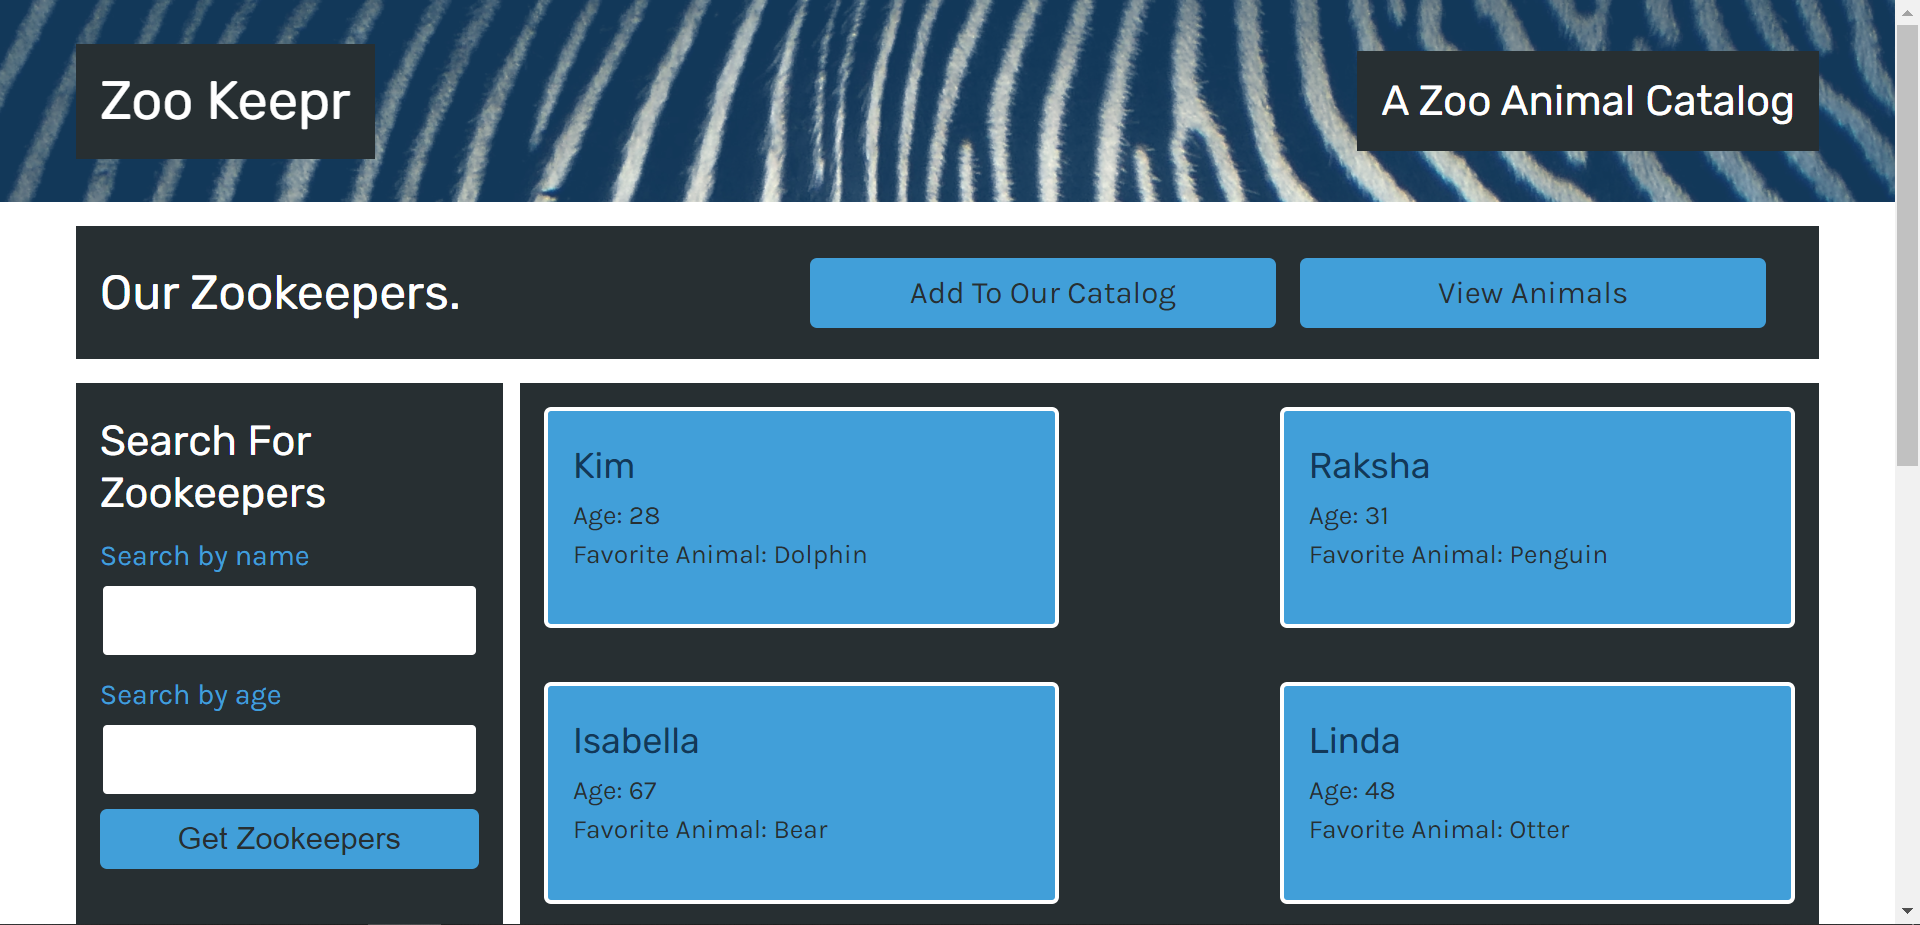 Zoo Keepr
A Zoo Animal Catalog
Our Zookeepers.
Add To Our Catalog
View Animals
Search For
Zookeepers
Search by name
Search by age
Get Zookeepers
Kim
Age: 28
Favorite Animal: Dolphin
Raksha
Age: 31
Favorite Animal: Penguin
Isabella
Age: 67
Favorite Animal: Bear
Linda
Age: 48
Favorite Animal: Otter